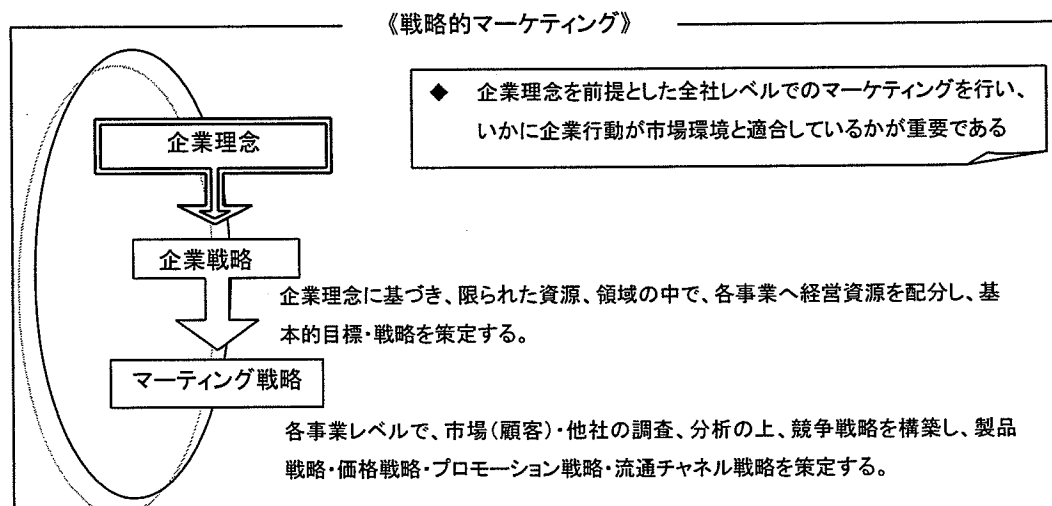 《戦略的マーケティング》
◆ 企業理念を前提とした全社レベルでのマーケティングを行い、
いかに企業行動が市場環境と適合しているかが重要である
企業理念
企業戦略
企業理念に基づき、限られた資源、領域の中で、各事業へ経営資源を配分し、基
本的目標・戦略を策定する。
マーティング戦略
各事業レベルで、市場(顧客)・他社の調査、分析の上、競争戦略を構築し、製品
戦略・価格戦略・プロモーション戦略・流通チャネル戦略を策定する。